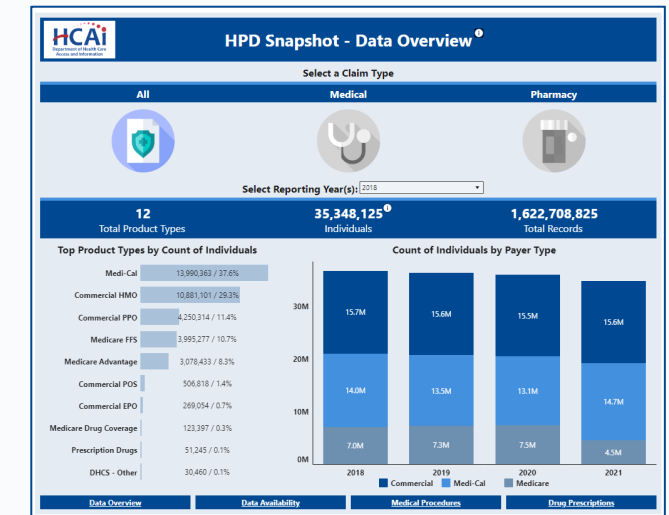 HCAi
Department of Health Care
Access and Information
HPD Snapshot - Data Overview
Select a Claim Type
All Medical Pharmacy
Select Reporting Year(s): 2018
12 35,348,125 1,622,708,825
Total Product Types Individuals Total Records
Top Product Types by Count of Individuals
Medi-Cal 13,990,363 / 37.6%
Commercial HMO 10,881,101 / 29.3%
Commercial PPO 4,250,314 / 11.4%
Medicare FFS 3,995,277 / 10.7%
Medicare Advantage 3,078,433 / 8.3%
Commercial POS 506,818 / 1.4%
Commercial EPO 269,054 / 0.7%
Medicare Drug Coverage 123,397 / 0.3%
Prescription Drugs 51,245 / 0.1%
DHCS - Other 30,460 / 0.1%
Count of Individuals by Payer Type
30M
20M
10M
0M
15.7M 15.6M 15.5M 15.6M
14.0M 13.5M 13.1M 14.7M
7.0M 7.3M 7.5M 4.5M
2018 2019 2020 2021
Commercial Medi-Cal Medicare
Data Overview Data Availability Medical Procedures Drug Prescriptions